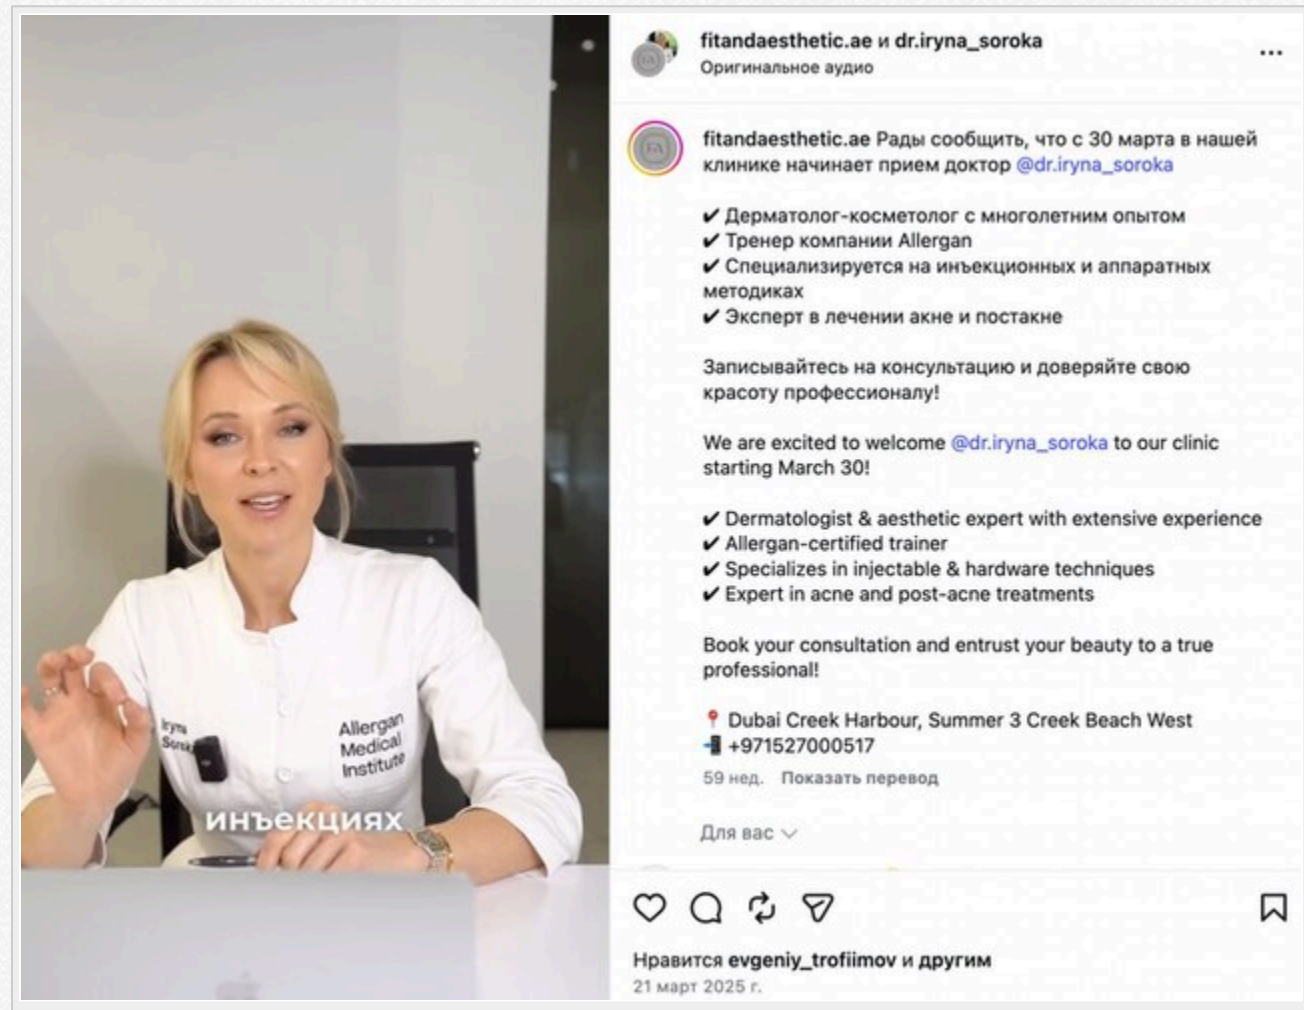 fitandaesthetic.ae и dr.iryna_soroka
Оригинальное аудио
fitandaesthetic.ae Рады сообщить, что с 30 марта в нашей
клинике начинает прием доктор @dr.iryna_soroka
✔ Дерматолог-косметолог с многолетним опытом
✔ Тренер компании Allergan
✔ Специализируется на инъекционных и аппаратных
методиках
✔ Эксперт в лечении акне и постакне
Записывайтесь на консультацию и доверяйте свою
красоту профессионалу!
We are excited to welcome @dr.iryna_soroka to our clinic
starting March 30!
✔ Dermatologist & aesthetic expert with extensive experience
✔ Allergan-certified trainer
✔ Specializes in injectable & hardware techniques
✔ Expert in acne and post-acne treatments
Book your consultation and entrust your beauty to a true
professional!
📍 Dubai Creek Harbour, Summer 3 Creek Beach West
📲 +971527000517
59 нед. Показать перевод
Для вас
Нравится evgeniy_trofiimov и другим
21 март 2025 г.
Iryna
Allergan
Medical
Institute
инъекциях